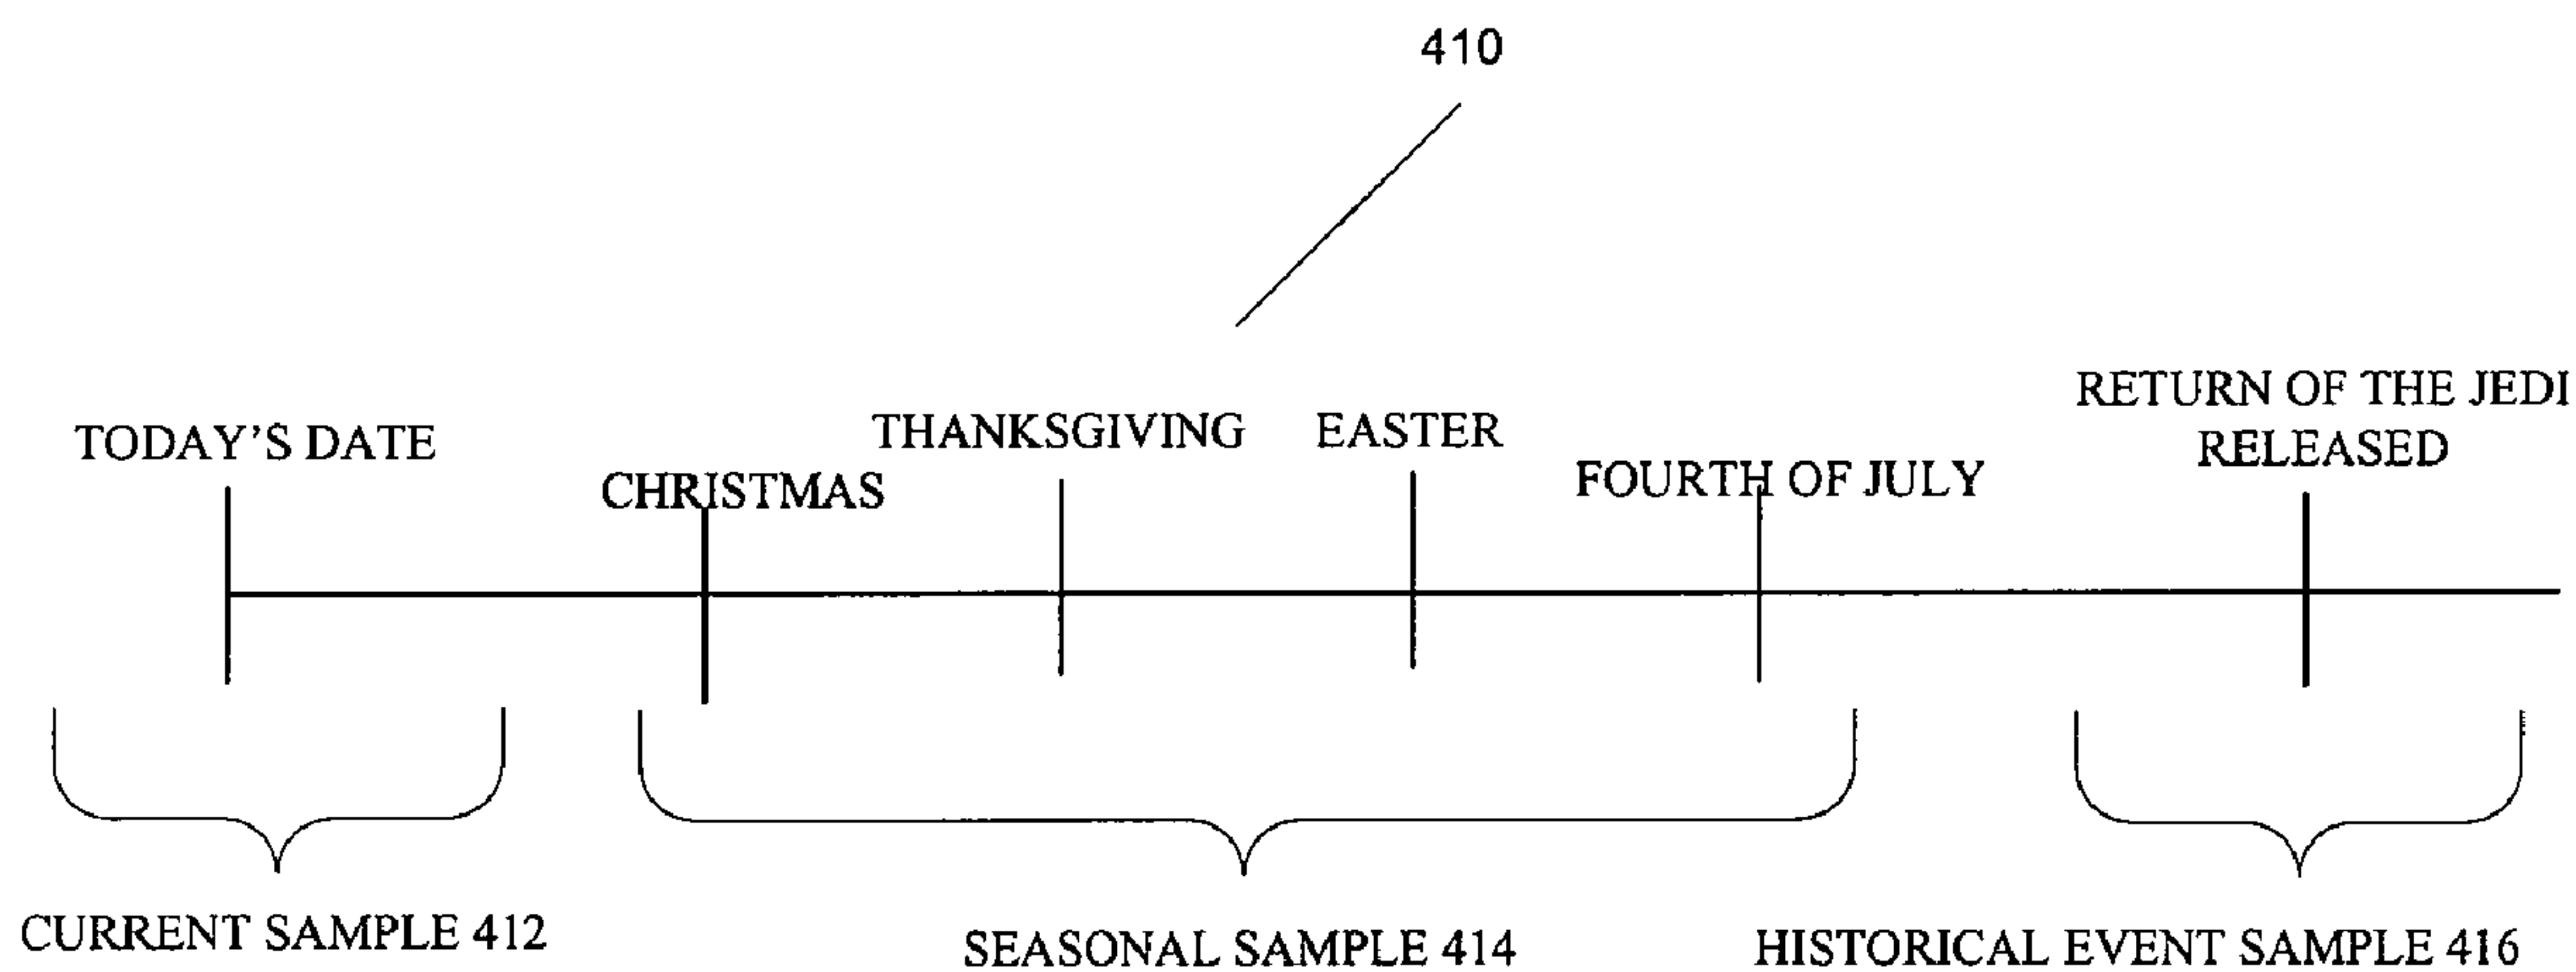 410
TODAY'S DATE
CHRISTMAS
THANKSGIVING
EASTER
FOURTH OF JULY
RETURN OF THE JEDI
RELEASED
CURRENT SAMPLE 412
SEASONAL SAMPLE 414
HISTORICAL EVENT SAMPLE 416